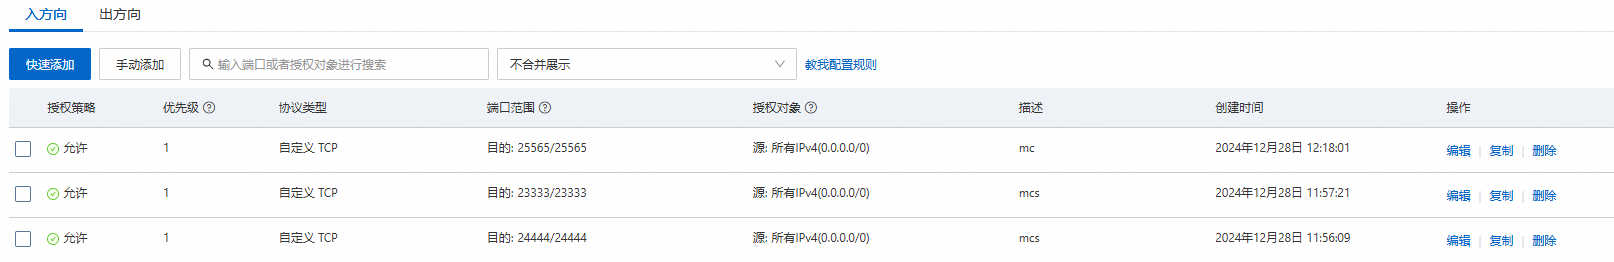 入方向 出方向
快速添加 手动添加 输入端口或者授权对象进行搜索 不合并展示 教我配置规则
授权策略 优先级 协议类型 端口范围 授权对象 描述 创建时间 操作
允许 1 自定义 TCP 目的: 25565/25565 源: 所有IPv4(0.0.0.0/0) mc 2024年12月28日 12:18:01 编辑 | 复制 | 删除
允许 1 自定义 TCP 目的: 23333/23333 源: 所有IPv4(0.0.0.0/0) mcs 2024年12月28日 11:57:21 编辑 | 复制 | 删除
允许 1 自定义 TCP 目的: 24444/24444 源: 所有IPv4(0.0.0.0/0) mcs 2024年12月28日 11:56:09 编辑 | 复制 | 删除